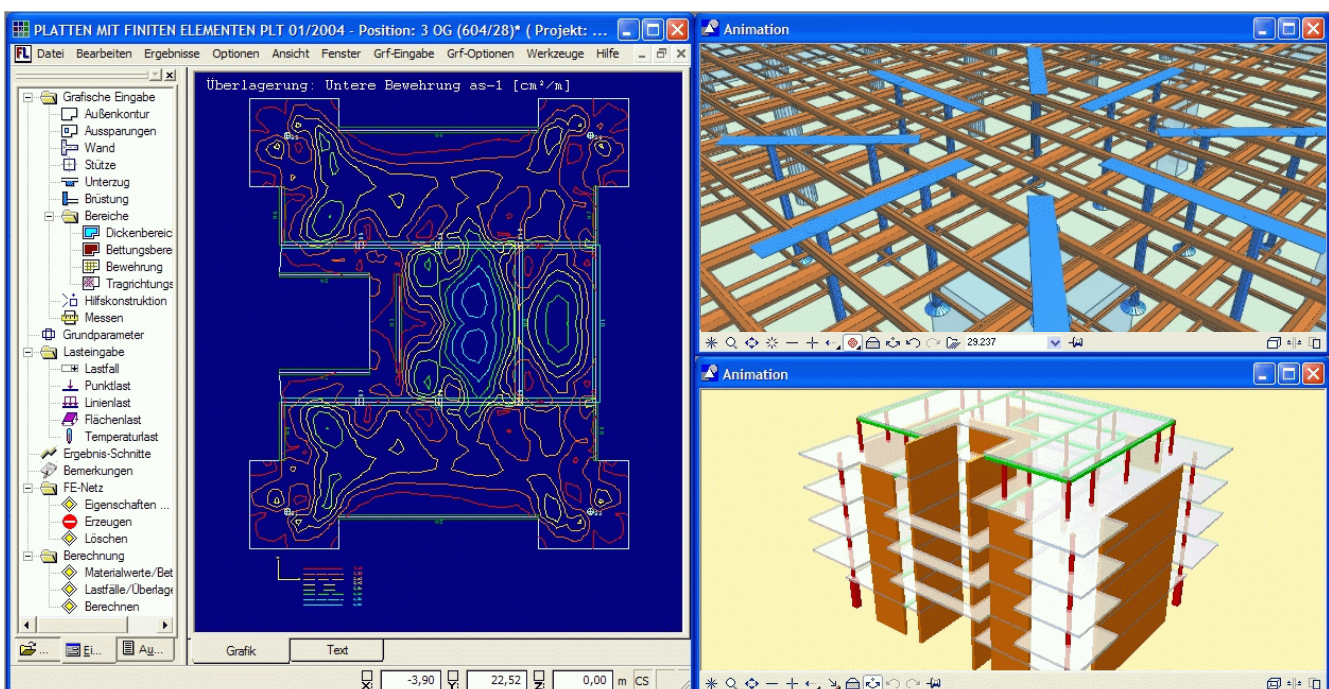 PLATTEN MIT FINITEN ELEMENTEN PLT 01/2004 - Position: 3 OG (604/28)* ( Projekt: ...
FL Datei Bearbeiten Ergebnisse Optionen Ansicht Fenster Grf-Eingabe Grf-Optionen Werkzeuge Hilfe
Grafische Eingabe
Außenkontur
Aussparungen
Wand
Stütze
Unterzug
Brüstung
Bereiche
Dickenbereic
Bettungsbere
Bewehrung
Tragrichtungs
Hilfskonstruktion
Messen
Grundparameter
Lasteingabe
Lastfall
Punktlast
Linienlast
Flächenlast
Temperaturlast
Ergebnis-Schnitte
Bemerkungen
FE-Netz
Eigenschaften ...
Erzeugen
Löschen
Berechnung
Materialwerte/Bet
Lastfälle/Überlage
Berechnen
... Ei... Au...
Überlagerung: Untere Bewehrung as-1 [cm²/m]
Grafik Text
X: -3,90 Y: 22,52 Z: 0,00 m CS
Animation
29.237
Animation